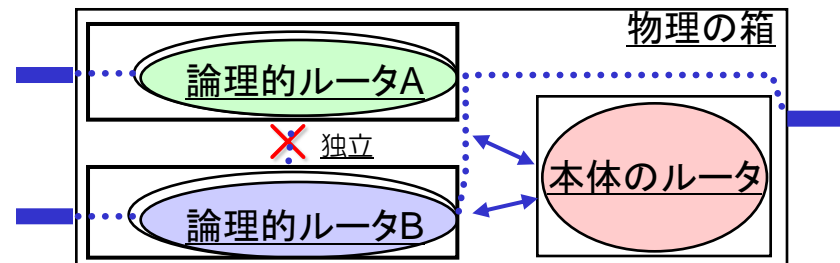 物理の箱
論理的ルータA
独立
本体のルータ
論理的ルータB